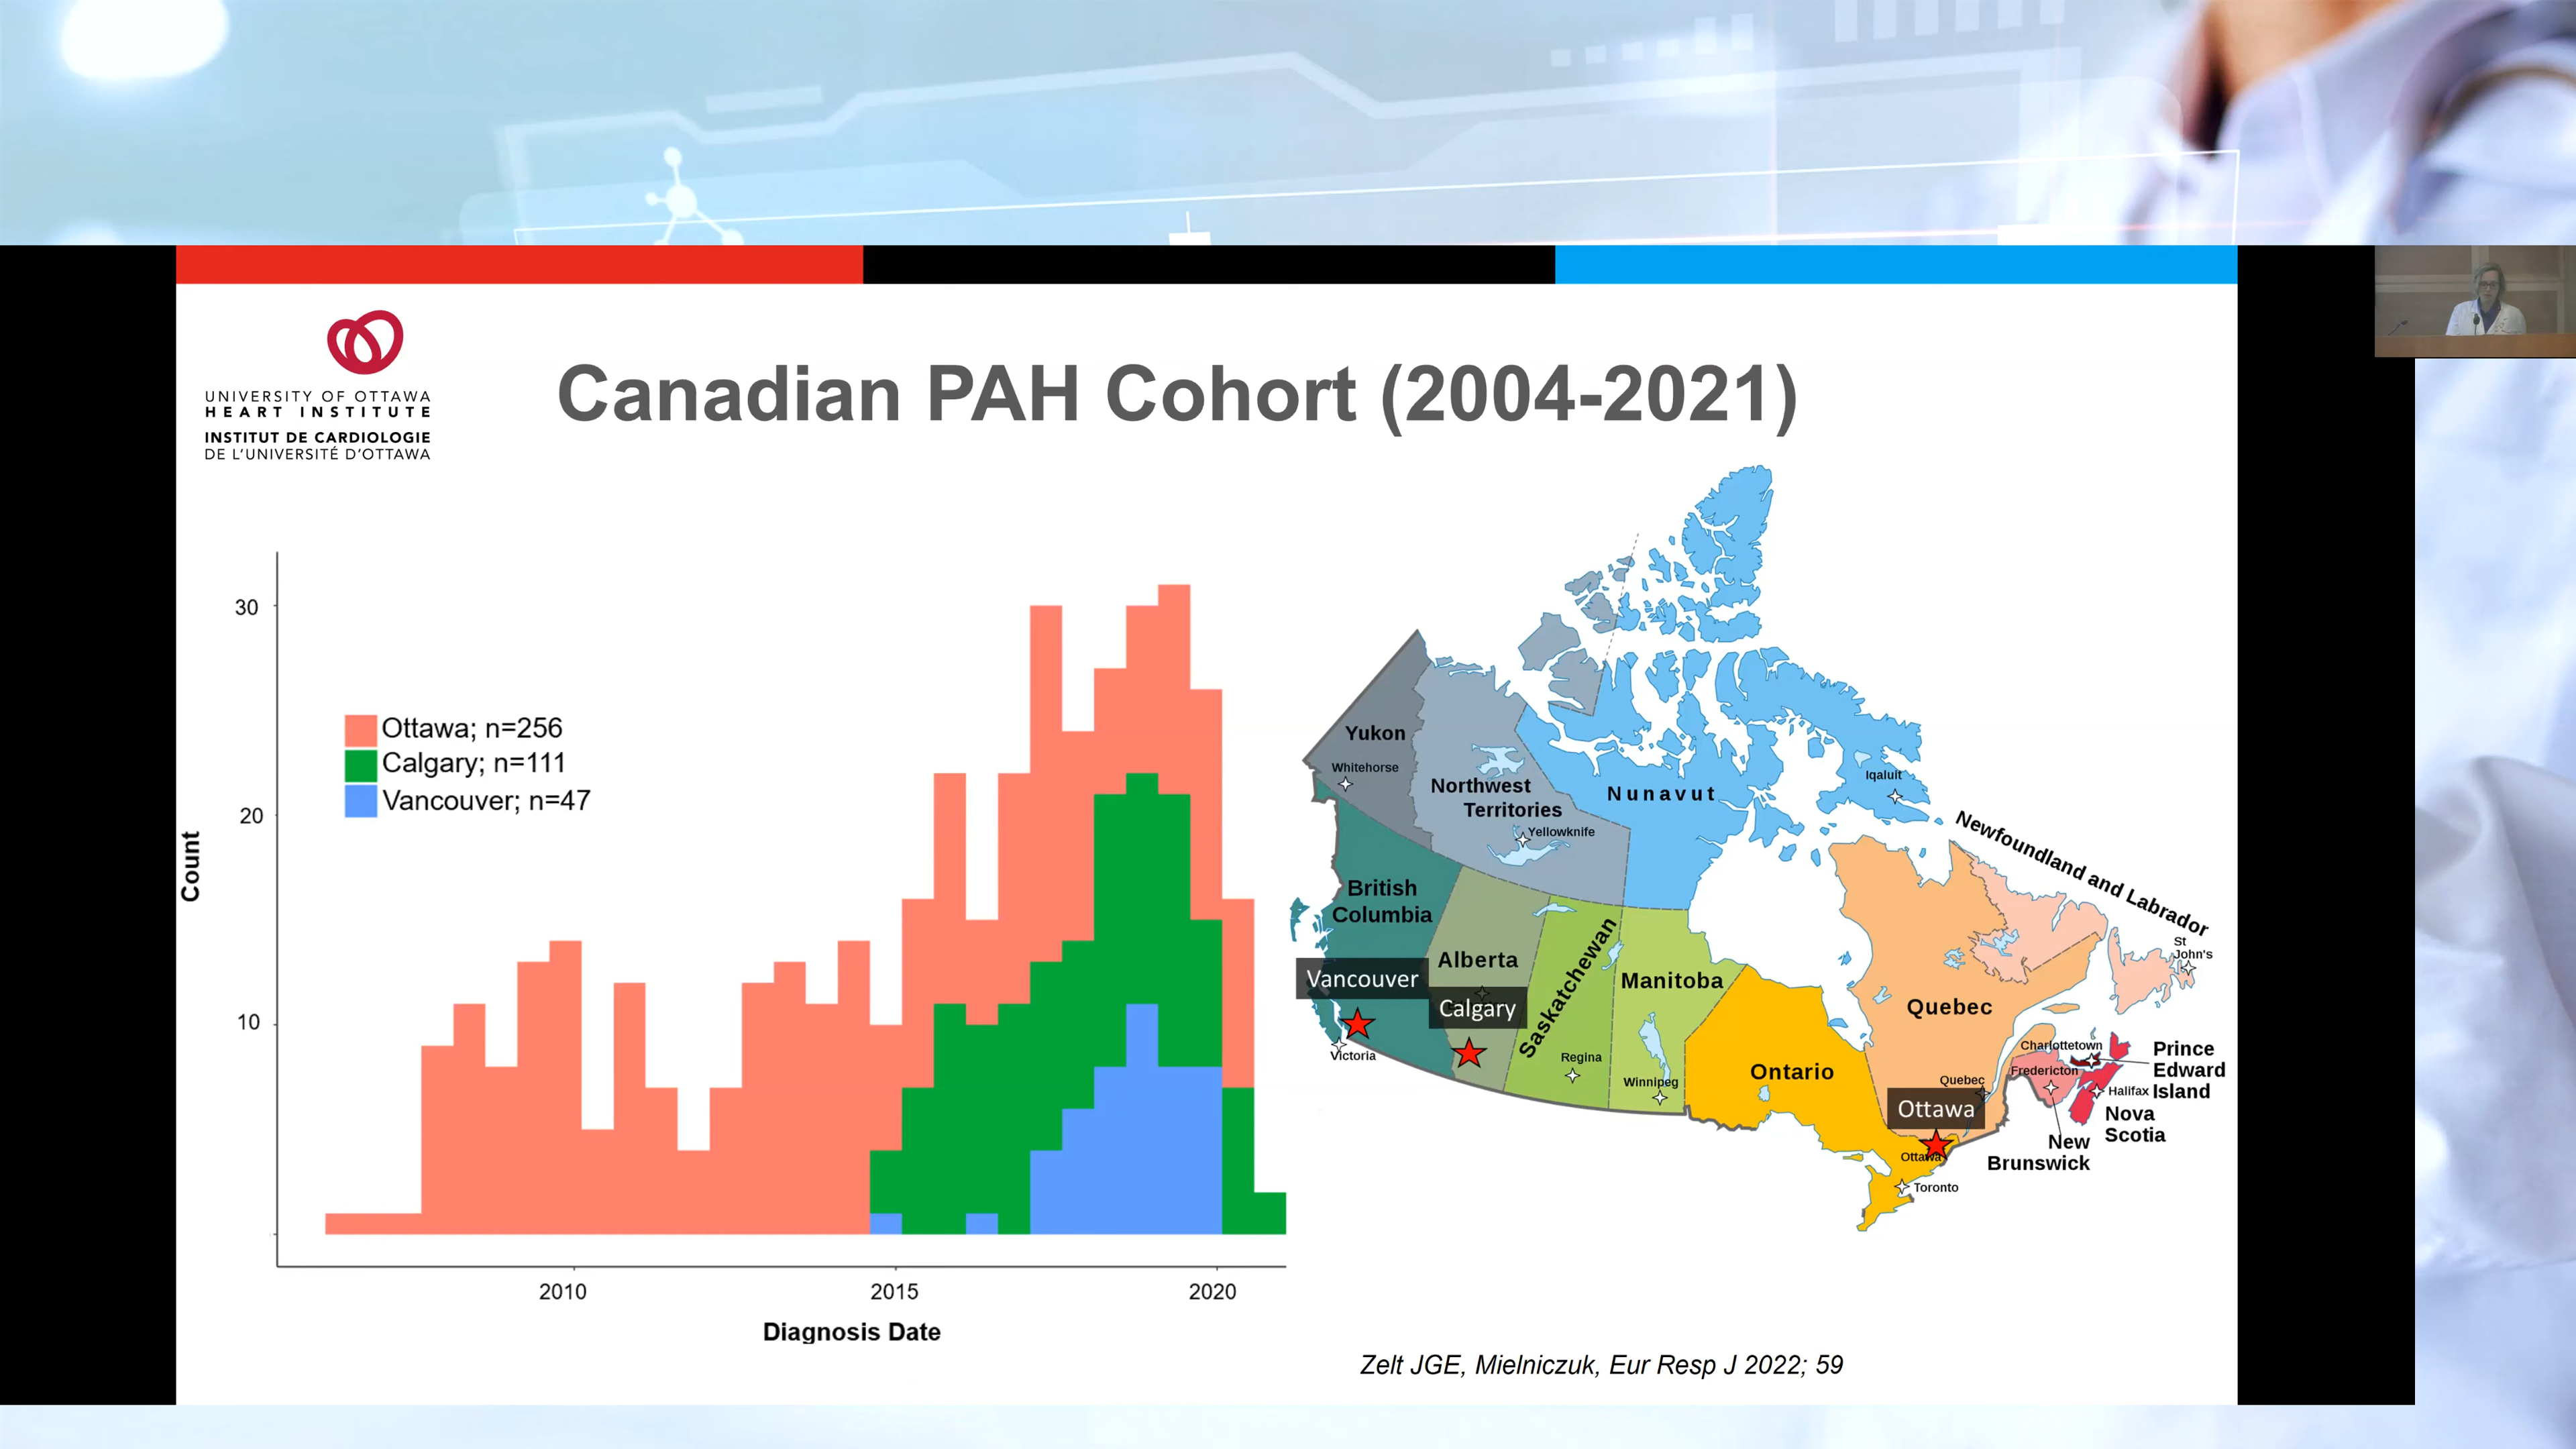 UNIVERSITY OF OTTAWA
HEART INSTITUTE
INSTITUT DE CARDIOLOGIE
DE L'UNIVERSITÉ D'OTTAWA
Canadian PAH Cohort (2004-2021)
30
20
10
Count
Ottawa; n=256
Calgary; n=111
Vancouver; n=47
2010
2015
2020
Diagnosis Date
Yukon
Whitehorse
Northwest
Territories
Yellowknife
Nunavut
Iqaluit
Newfoundland and Labrador
St
John's
British
Columbia
Vancouver
Victoria
Alberta
Calgary
Saskatchewan
Regina
Manitoba
Winnipeg
Ontario
Quebec
Quebec
Ottawa
Ottawa
Toronto
Charlottetown
Fredericton
Halifax
Prince
Edward
Island
Nova
Scotia
New
Brunswick
Zelt JGE, Mielniczuk, Eur Resp J 2022; 59